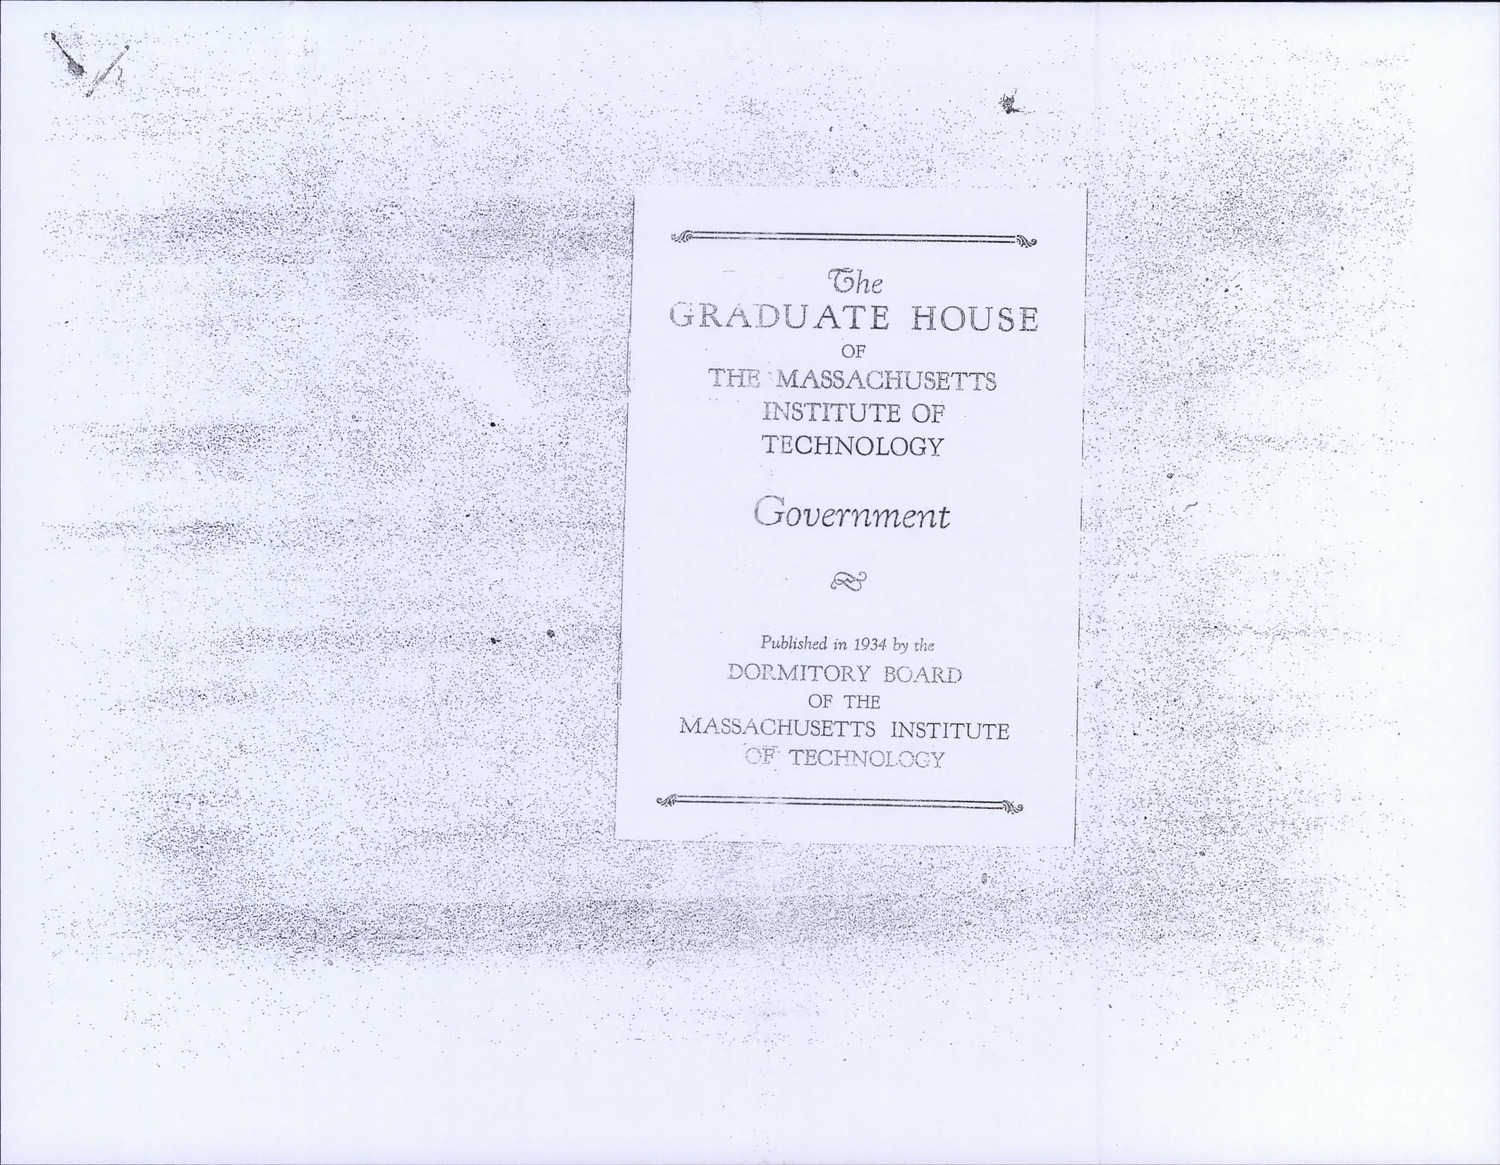 The
GRADUATE HOUSE
OF
THE MASSACHUSETTS
INSTITUTE OF
TECHNOLOGY
Government
Published in 1934 by the
DORMITORY BOARD
OF THE
MASSACHUSETTS INSTITUTE
OF TECHNOLOGY